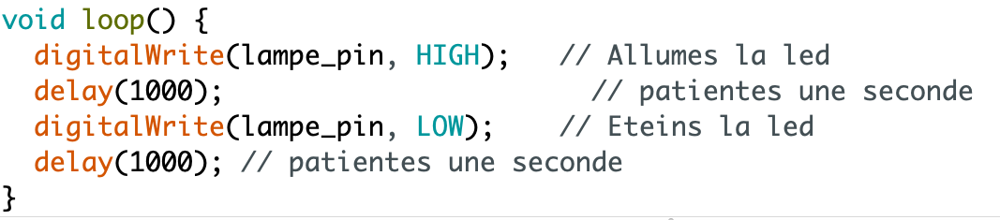 void loop() {
  digitalWrite(lampe_pin, HIGH);   // Allumes la led
  delay(1000);                       // patientes une seconde
  digitalWrite(lampe_pin, LOW);    // Eteins la led
  delay(1000); // patientes une seconde
}